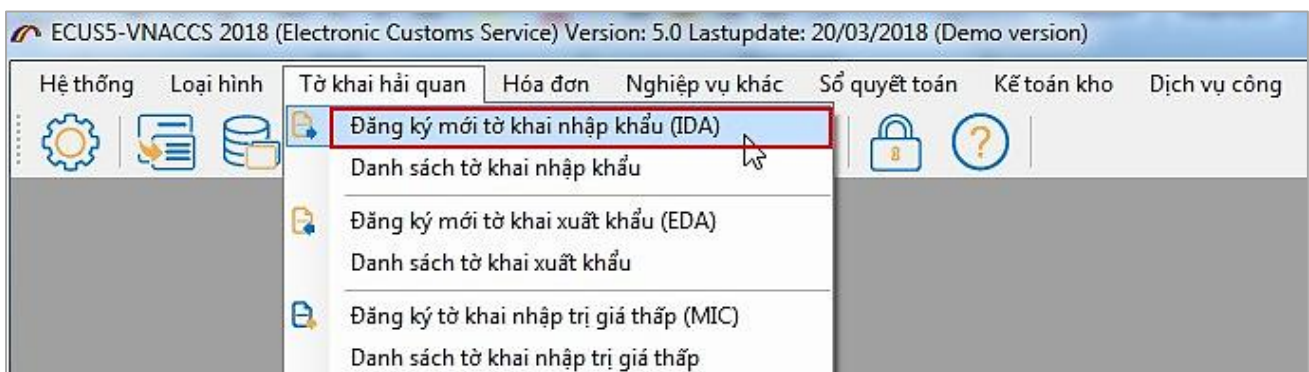 ECUS5-VNACCS 2018 (Electronic Customs Service) Version: 5.0 Lastupdate: 20/03/2018 (Demo version)
Hệ thống Loại hình Tờ khai hải quan Hóa đơn Nghiệp vụ khác Sổ quyết toán Kế toán kho Dịch vụ công
Đăng ký mới tờ khai nhập khẩu (IDA)
Danh sách tờ khai nhập khẩu
Đăng ký mới tờ khai xuất khẩu (EDA)
Danh sách tờ khai xuất khẩu
Đăng ký tờ khai nhập trị giá thấp (MIC)
Danh sách tờ khai nhập trị giá thấp